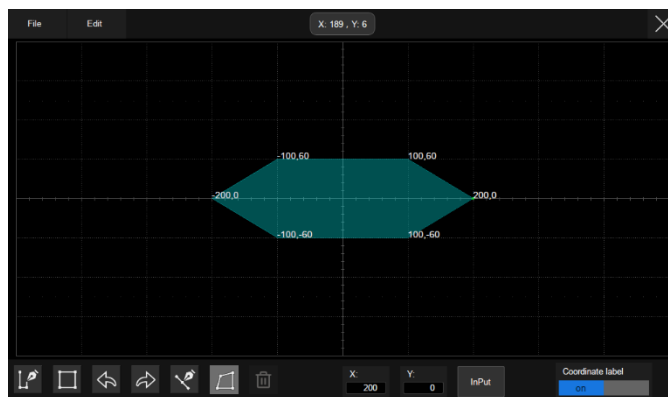 File Edit X: 189 , Y: 6
-100,60 100,60
-200,0 200,0
-100,-60 100,-60
X: Y: Coordinate label
200 0 InPut on